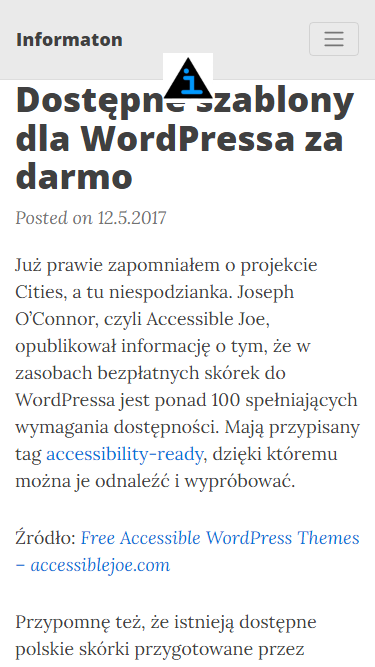 Informaton
Dostępne szablony
dla WordPressa za
darmo
Posted on 12.5.2017
Już prawie zapomniałem o projekcie
Cities, a tu niespodzianka. Joseph
O’Connor, czyli Accessible Joe,
opublikował informację o tym, że w
zasobach bezpłatnych skórek do
WordPressa jest ponad 100 spełniających
wymagania dostępności. Mają przypisany
tag accessibility-ready, dzięki któremu
można je odnaleźć i wypróbować.
Źródło: Free Accessible WordPress Themes
– accessiblejoe.com
Przypomnę też, że istnieją dostępne
polskie skórki przygotowane przez